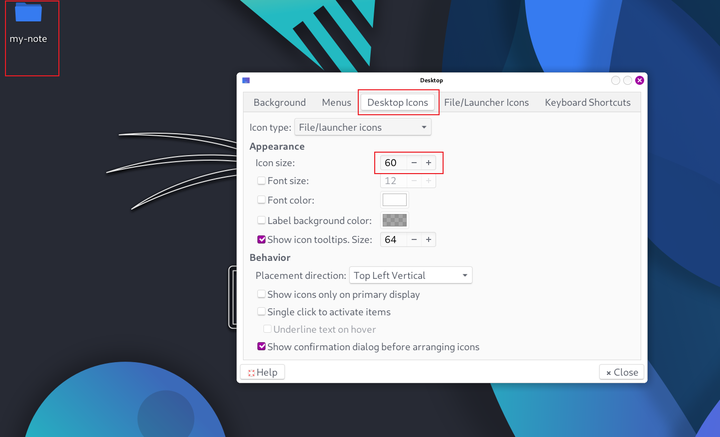 my-note
Desktop
Background Menus Desktop Icons File/Launcher Icons Keyboard Shortcuts
Icon type: File/launcher icons
Appearance
Icon size: 60 − +
Font size: 12 − +
Font color:
Label background color:
Show icon tooltips. Size: 64 − +
Behavior
Placement direction: Top Left Vertical
Show icons only on primary display
Single click to activate items
Underline text on hover
Show confirmation dialog before arranging icons
Help × Close